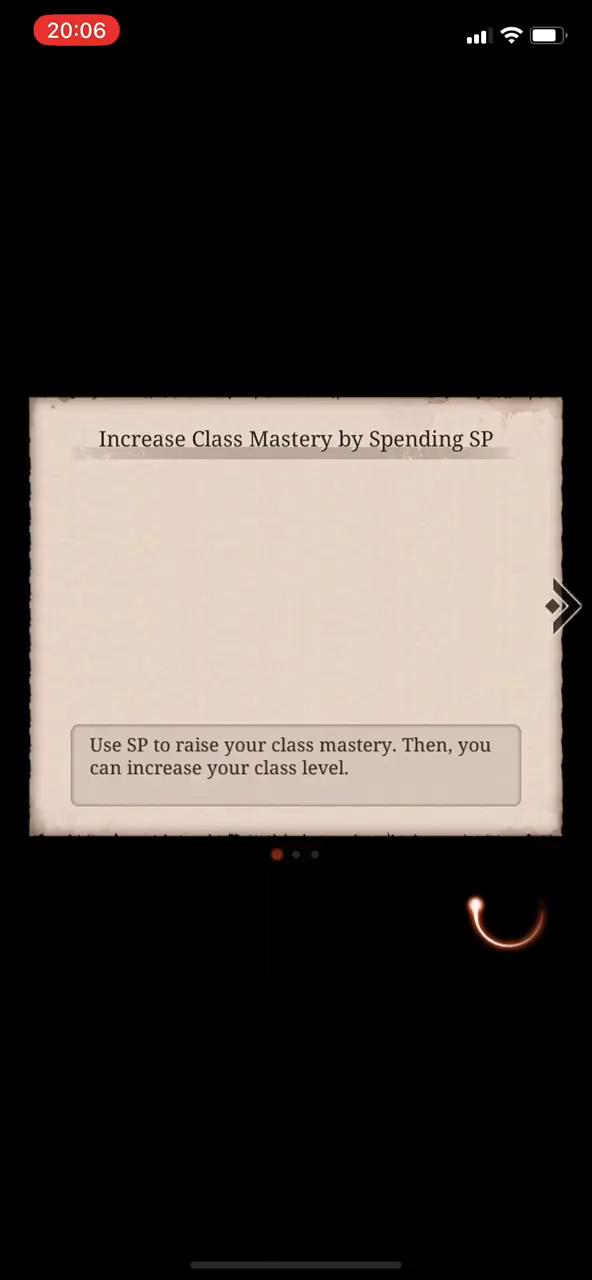 20:06
Increase Class Mastery by Spending SP
Use SP to raise your class mastery. Then, you
can increase your class level.